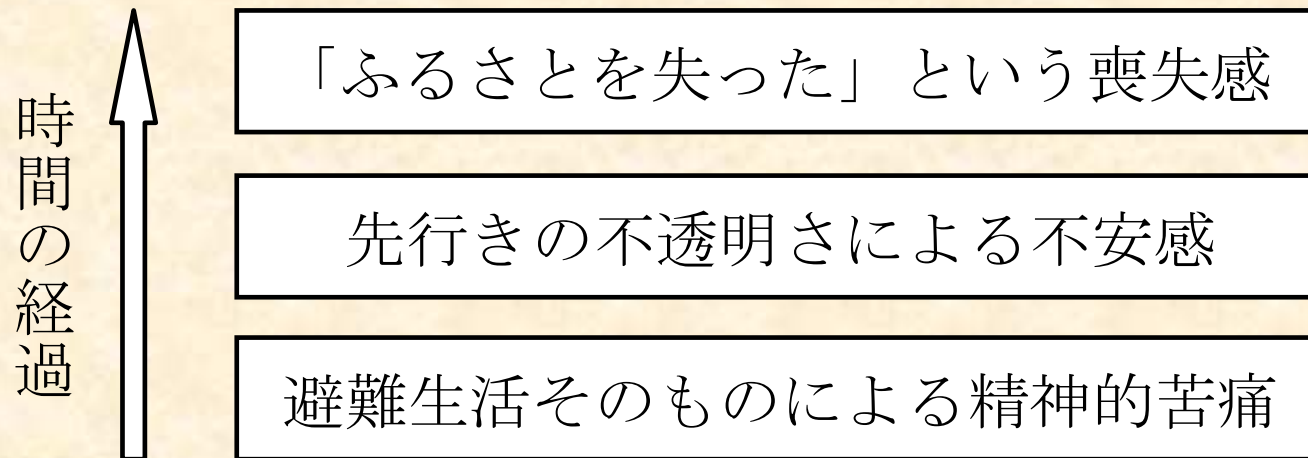 時間の経過
「ふるさとを失った」という喪失感
先行きの不透明さによる不安感
避難生活そのものによる精神的苦痛